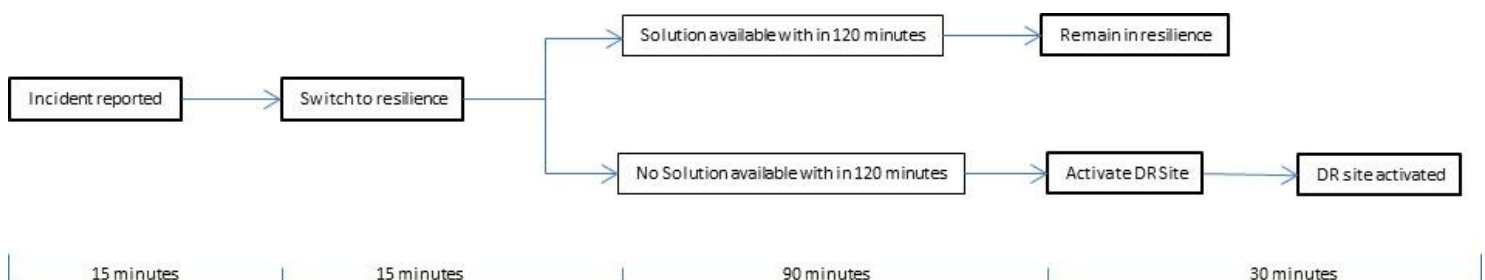 Solution available with in 120 minutes
Remain in resilience
Incident reported
Switch to resilience
No Solution available with in 120 minutes
Activate DR Site
DR site activated
15 minutes
15 minutes
90 minutes
30 minutes